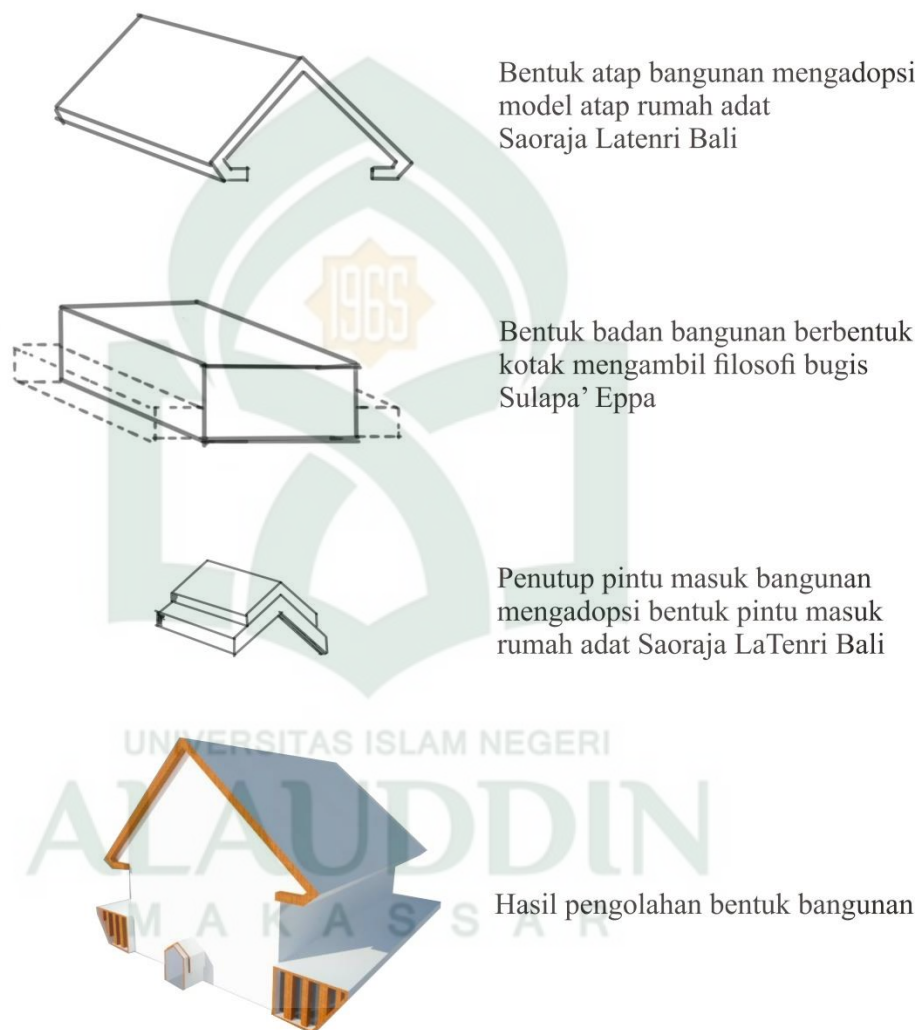 Bentuk atap bangunan mengadopsi
model atap rumah adat
Saoraja Latenri Bali
1965
Bentuk badan bangunan berbentuk
kotak mengambil filosofi bugis
Sulapa’ Eppa
Penutup pintu masuk bangunan
mengadopsi bentuk pintu masuk
rumah adat Saoraja LaTenri Bali
UNIVERSITAS ISLAM NEGERI
ALAUDDIN
Hasil pengolahan bentuk bangunan
MAKASSAR